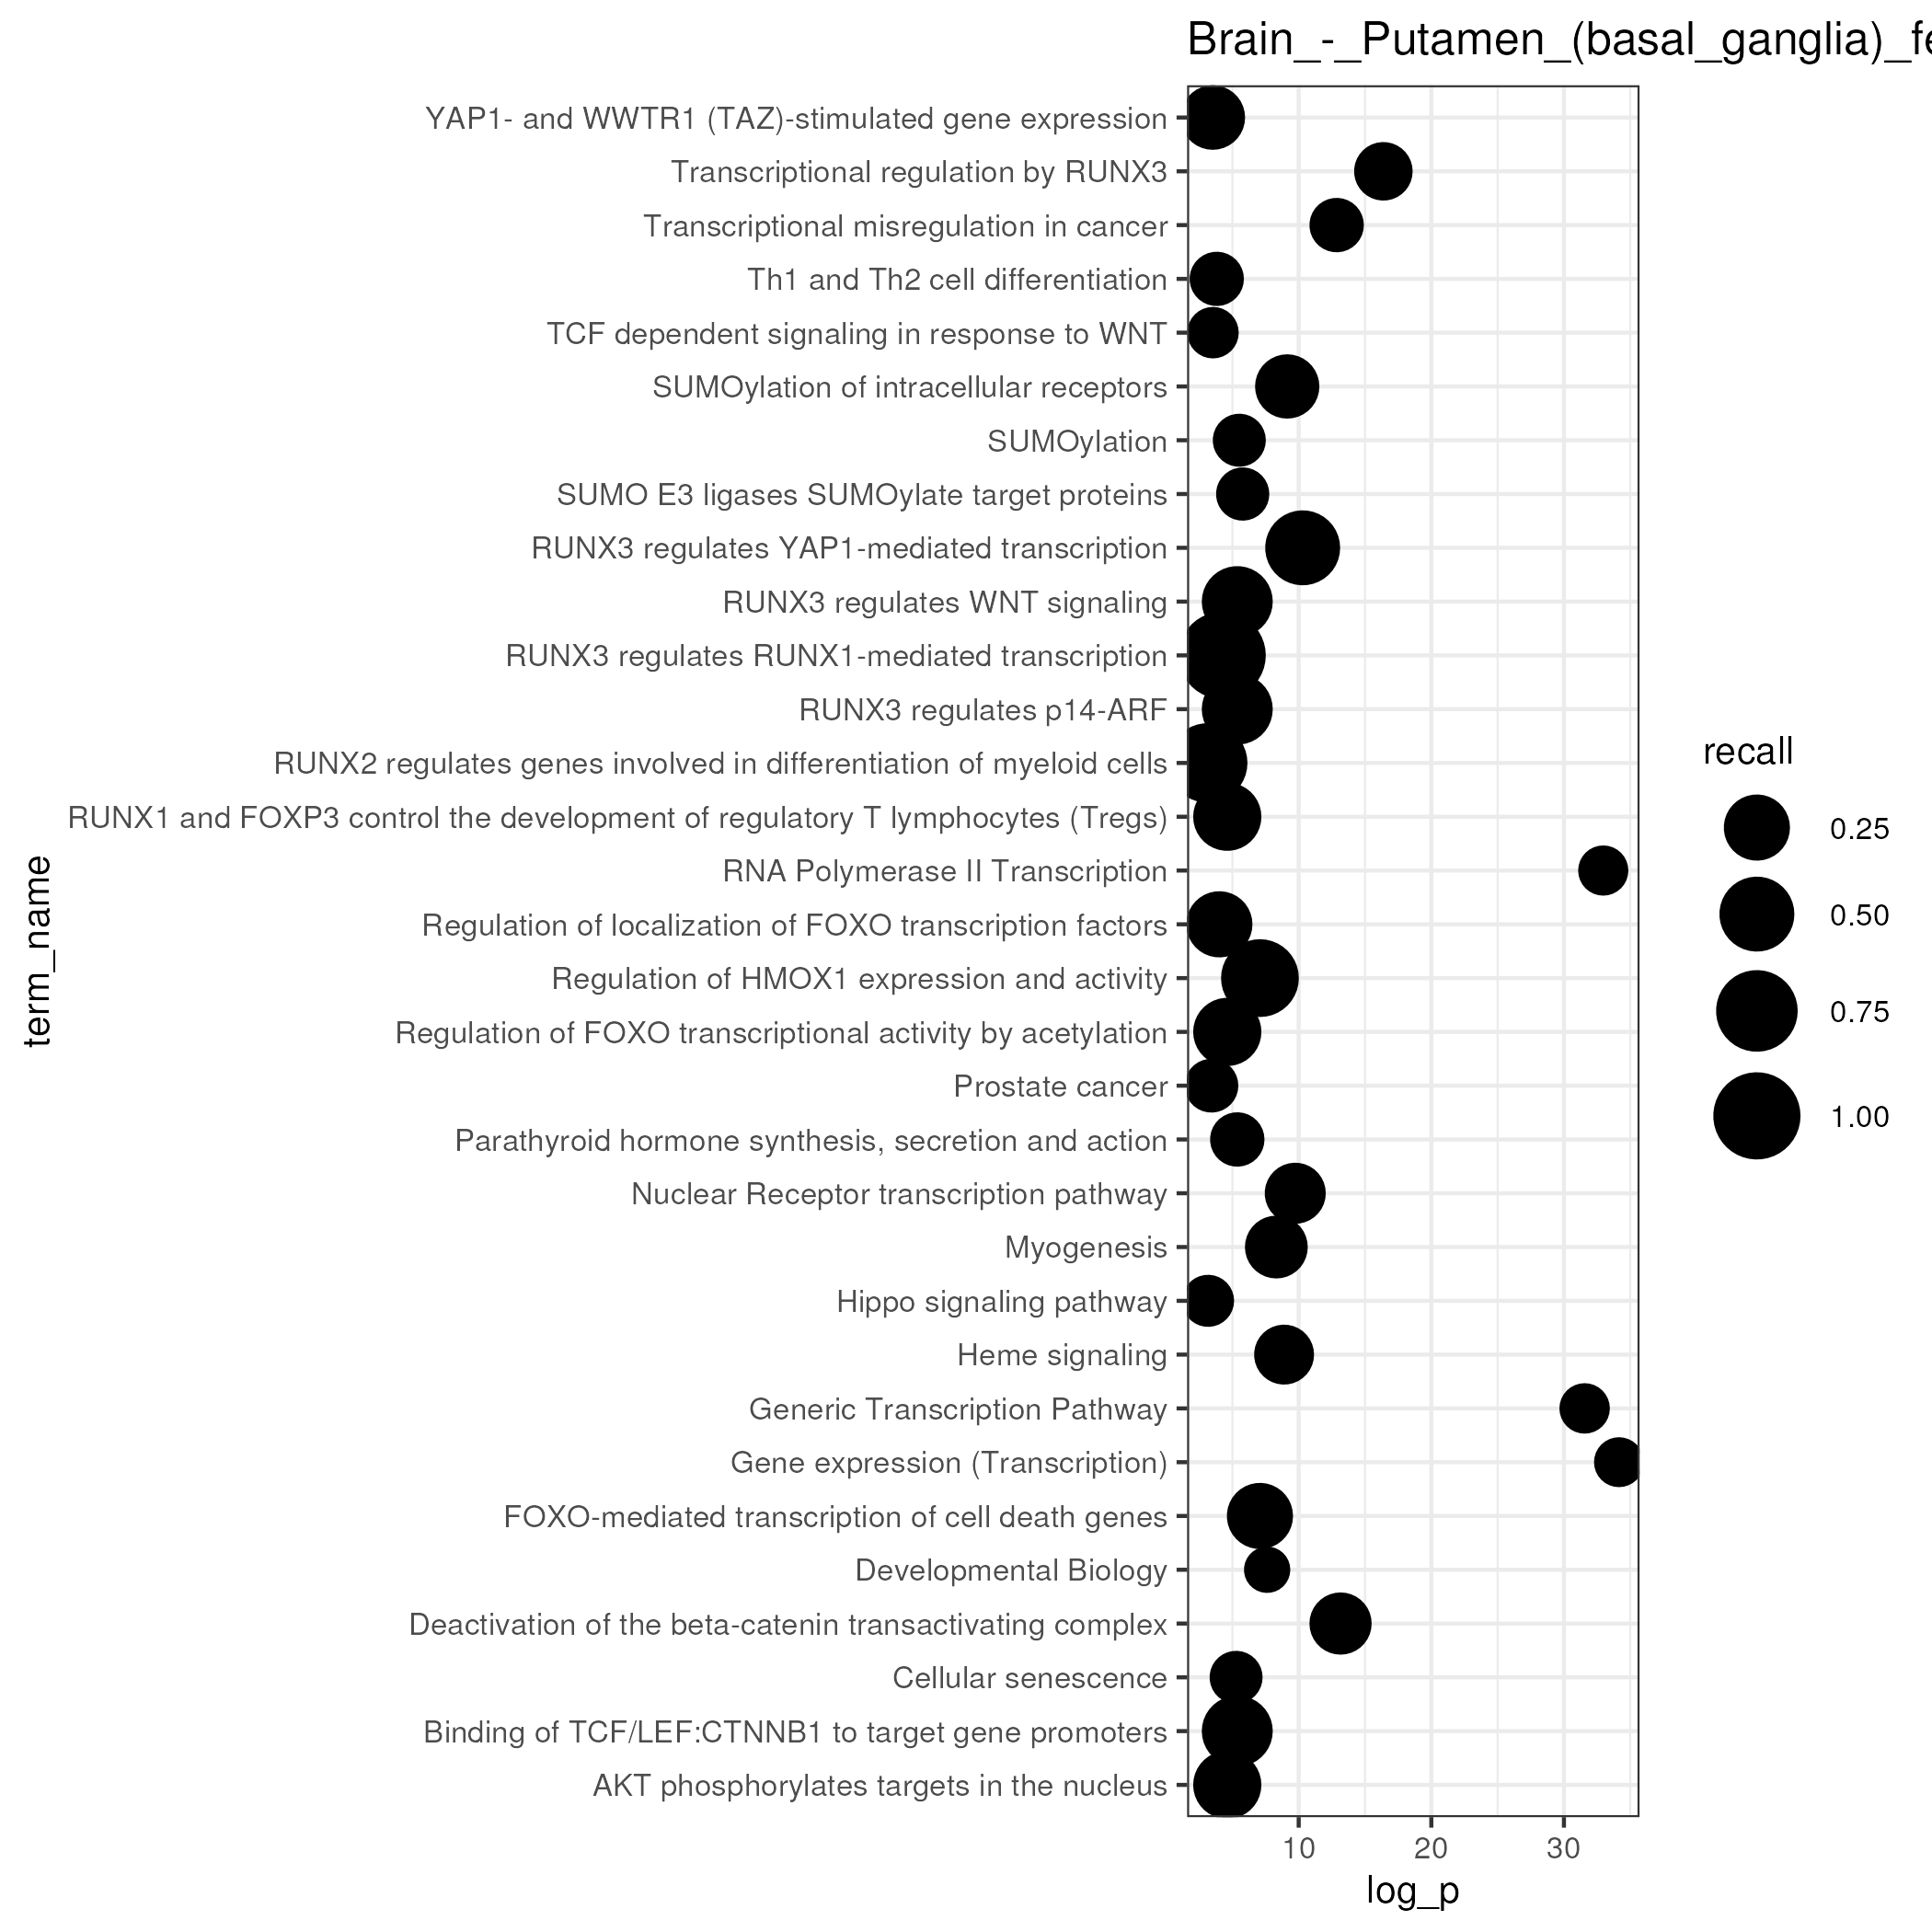 Brain_-_Putamen_(basal_ganglia)_fe
YAP1- and WWTR1 (TAZ)-stimulated gene expression
Transcriptional regulation by RUNX3
Transcriptional misregulation in cancer
Th1 and Th2 cell differentiation
TCF dependent signaling in response to WNT
SUMOylation of intracellular receptors
SUMOylation
SUMO E3 ligases SUMOylate target proteins
RUNX3 regulates YAP1-mediated transcription
RUNX3 regulates WNT signaling
RUNX3 regulates RUNX1-mediated transcription
RUNX3 regulates p14-ARF
RUNX2 regulates genes involved in differentiation of myeloid cells
RUNX1 and FOXP3 control the development of regulatory T lymphocytes (Tregs)
RNA Polymerase II Transcription
Regulation of localization of FOXO transcription factors
Regulation of HMOX1 expression and activity
Regulation of FOXO transcriptional activity by acetylation
Prostate cancer
Parathyroid hormone synthesis, secretion and action
Nuclear Receptor transcription pathway
Myogenesis
Hippo signaling pathway
Heme signaling
Generic Transcription Pathway
Gene expression (Transcription)
FOXO-mediated transcription of cell death genes
Developmental Biology
Deactivation of the beta-catenin transactivating complex
Cellular senescence
Binding of TCF/LEF:CTNNB1 to target gene promoters
AKT phosphorylates targets in the nucleus
term_name
10 20 30
log_p
recall
0.25
0.50
0.75
1.00